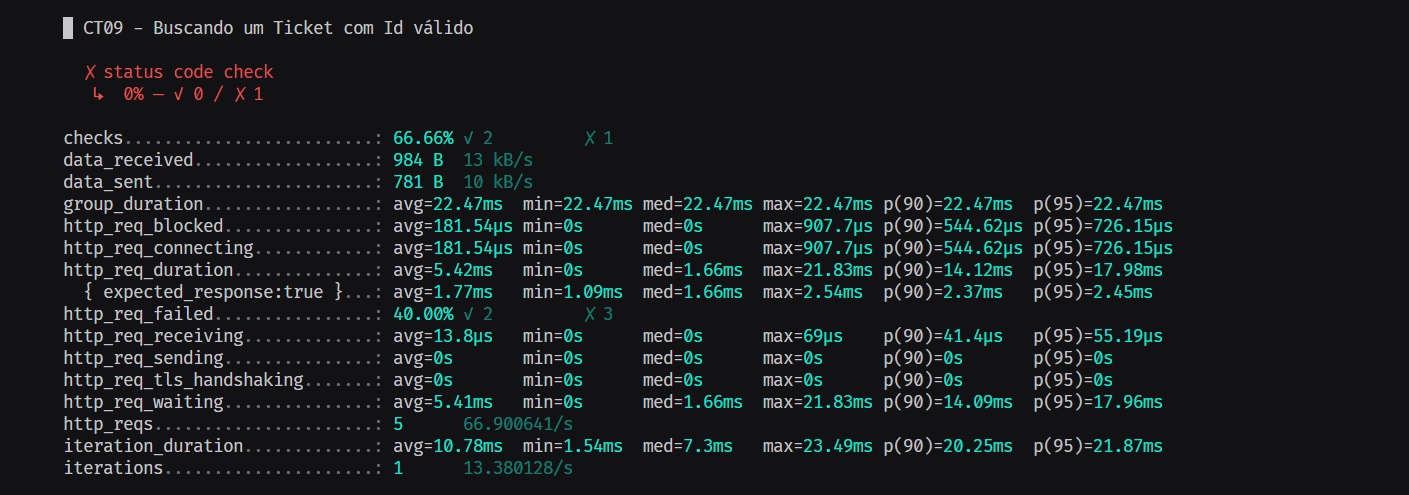 █ CT09 - Buscando um Ticket com Id válido
✗ status code check
↳ 0% — ✓ 0 / ✗ 1
checks.........................: 66.66% ✓ 2 ✗ 1
data_received..................: 984 B 13 kB/s
data_sent......................: 781 B 10 kB/s
group_duration.................: avg=22.47ms min=22.47ms med=22.47ms max=22.47ms p(90)=22.47ms p(95)=22.47ms
http_req_blocked...............: avg=181.54µs min=0s med=0s max=907.7µs p(90)=544.62µs p(95)=726.15µs
http_req_connecting............: avg=181.54µs min=0s med=0s max=907.7µs p(90)=544.62µs p(95)=726.15µs
http_req_duration..............: avg=5.42ms min=0s med=1.66ms max=21.83ms p(90)=14.12ms p(95)=17.98ms
{ expected_response:true }...: avg=1.77ms min=1.09ms med=1.66ms max=2.54ms p(90)=2.37ms p(95)=2.45ms
http_req_failed................: 40.00% ✓ 2 ✗ 3
http_req_receiving.............: avg=13.8µs min=0s med=0s max=69µs p(90)=41.4µs p(95)=55.19µs
http_req_sending...............: avg=0s min=0s med=0s max=0s p(90)=0s p(95)=0s
http_req_tls_handshaking.......: avg=0s min=0s med=0s max=0s p(90)=0s p(95)=0s
http_req_waiting...............: avg=5.41ms min=0s med=1.66ms max=21.83ms p(90)=14.09ms p(95)=17.96ms
http_reqs......................: 5 66.900641/s
iteration_duration.............: avg=10.78ms min=1.54ms med=7.3ms max=23.49ms p(90)=20.25ms p(95)=21.87ms
iterations.....................: 1 13.380128/s